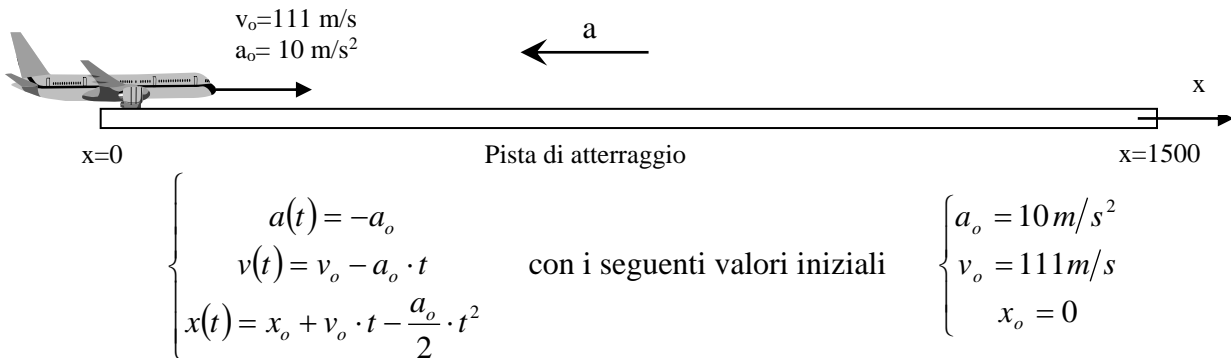 vₒ=111 m/s
aₒ= 10 m/s²
a
x
x=0 Pista di atterraggio x=1500
a(t) = −aₒ
v(t) = vₒ − aₒ · t con i seguenti valori iniziali
x(t) = xₒ + vₒ · t − aₒ/2 · t²
aₒ = 10 m/s²
vₒ = 111 m/s
xₒ = 0